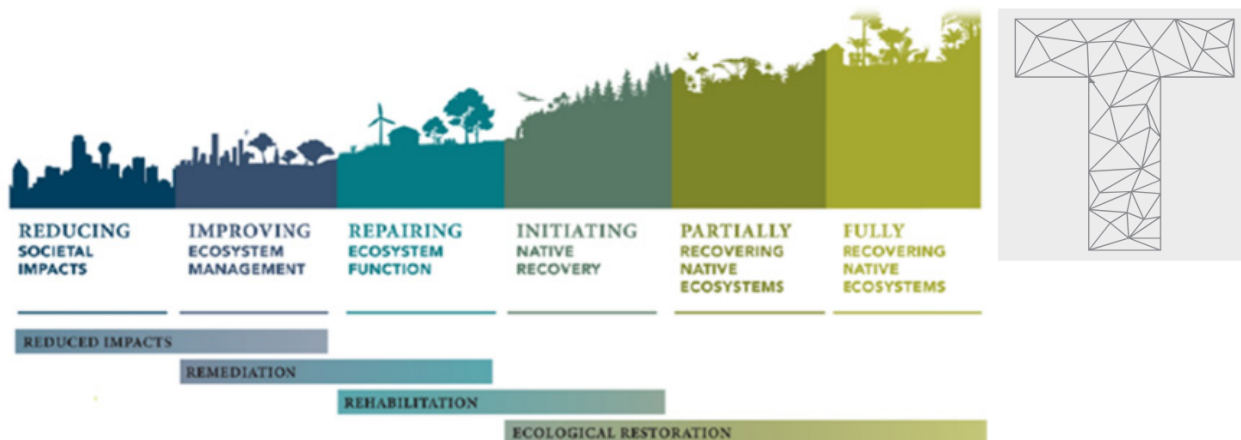 REDUCING
SOCIETAL
IMPACTS
IMPROVING
ECOSYSTEM
MANAGEMENT
REPAIRING
ECOSYSTEM
FUNCTION
INITIATING
NATIVE
RECOVERY
PARTIALLY
RECOVERING
NATIVE
ECOSYSTEMS
FULLY
RECOVERING
NATIVE
ECOSYSTEMS
REDUCED IMPACTS
REMEDIATION
REHABILITATION
ECOLOGICAL RESTORATION